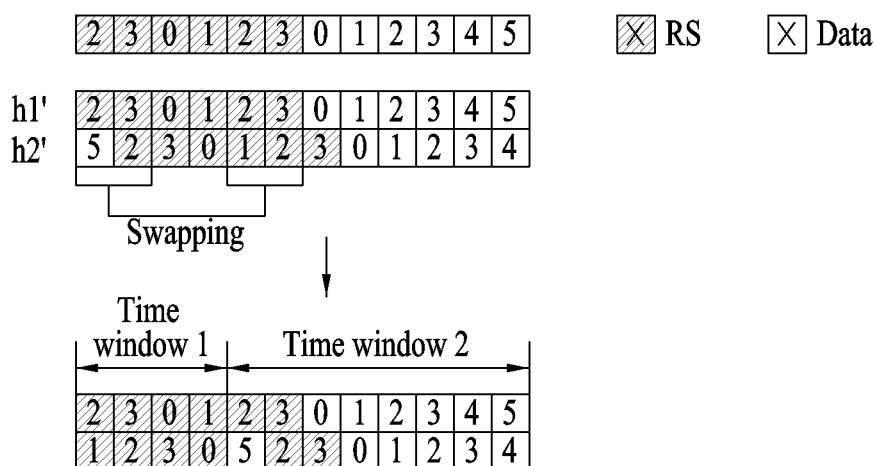 2 3 0 1 2 3 0 1 2 3 4 5
X RS X Data
h1' 2 3 0 1 2 3 0 1 2 3 4 5
h2' 5 2 3 0 1 2 3 0 1 2 3 4
Swapping
Time
window 1 Time window 2
2 3 0 1 2 3 0 1 2 3 4 5
1 2 3 0 5 2 3 0 1 2 3 4